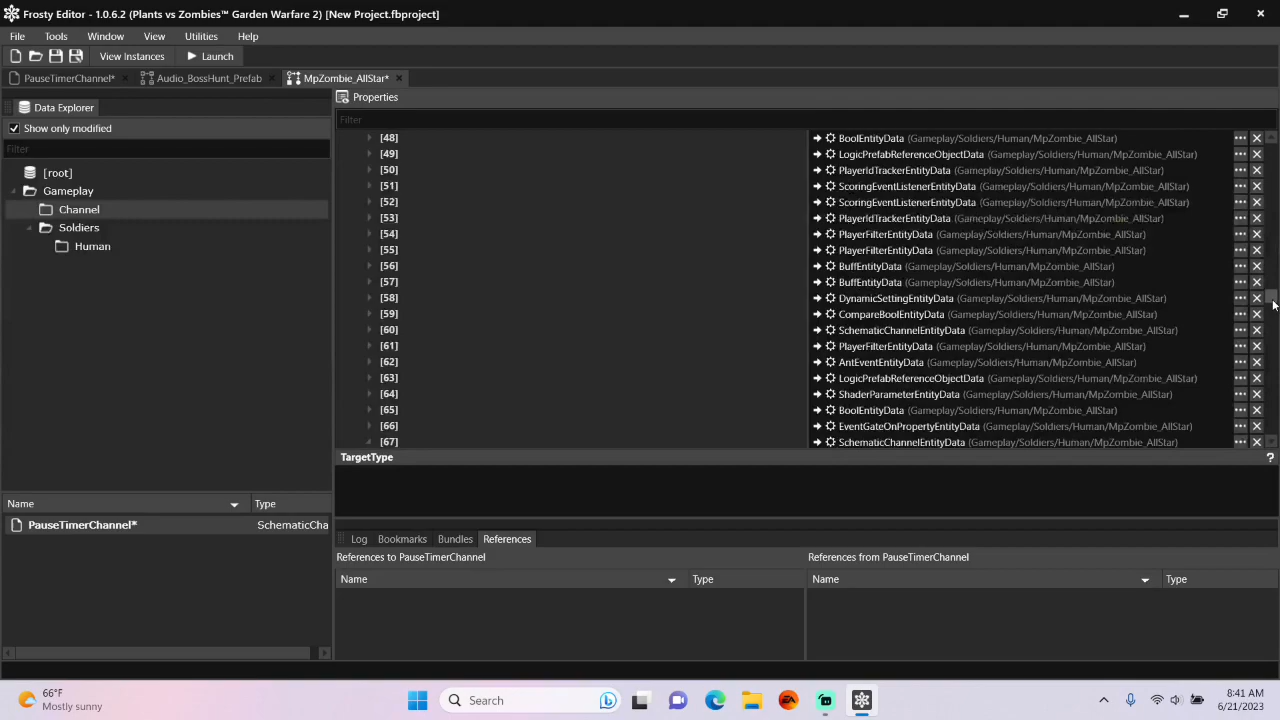 Frosty Editor - 1.0.6.2 (Plants vs Zombies™ Garden Warfare 2) [New Project.fbproject]
File Tools Window View Utilities Help
View Instances Launch
PauseTimerChannel* Audio_BossHunt_Prefab MpZombie_AllStar*
Data Explorer
Show only modified
Filter
[root]
Gameplay
Channel
Soldiers
Human
Name Type
PauseTimerChannel* SchematicCha
Properties
Filter
[48] BoolEntityData (Gameplay/Soldiers/Human/MpZombie_AllStar)
[49] LogicPrefabReferenceObjectData (Gameplay/Soldiers/Human/MpZombie_AllStar)
[50] PlayerIdTrackerEntityData (Gameplay/Soldiers/Human/MpZombie_AllStar)
[51] ScoringEventListenerEntityData (Gameplay/Soldiers/Human/MpZombie_AllStar)
[52] ScoringEventListenerEntityData (Gameplay/Soldiers/Human/MpZombie_AllStar)
[53] PlayerIdTrackerEntityData (Gameplay/Soldiers/Human/MpZombie_AllStar)
[54] PlayerFilterEntityData (Gameplay/Soldiers/Human/MpZombie_AllStar)
[55] PlayerFilterEntityData (Gameplay/Soldiers/Human/MpZombie_AllStar)
[56] BuffEntityData (Gameplay/Soldiers/Human/MpZombie_AllStar)
[57] BuffEntityData (Gameplay/Soldiers/Human/MpZombie_AllStar)
[58] DynamicSettingEntityData (Gameplay/Soldiers/Human/MpZombie_AllStar)
[59] CompareBoolEntityData (Gameplay/Soldiers/Human/MpZombie_AllStar)
[60] SchematicChannelEntityData (Gameplay/Soldiers/Human/MpZombie_AllStar)
[61] PlayerFilterEntityData (Gameplay/Soldiers/Human/MpZombie_AllStar)
[62] AntEventEntityData (Gameplay/Soldiers/Human/MpZombie_AllStar)
[63] LogicPrefabReferenceObjectData (Gameplay/Soldiers/Human/MpZombie_AllStar)
[64] ShaderParameterEntityData (Gameplay/Soldiers/Human/MpZombie_AllStar)
[65] BoolEntityData (Gameplay/Soldiers/Human/MpZombie_AllStar)
[66] EventGateOnPropertyEntityData (Gameplay/Soldiers/Human/MpZombie_AllStar)
[67] SchematicChannelEntityData (Gameplay/Soldiers/Human/MpZombie_AllStar)
TargetType ?
Log Bookmarks Bundles References
References to PauseTimerChannel References from PauseTimerChannel
Name Type Name Type
66°F
Mostly sunny
Search
8:41 AM
6/21/2023